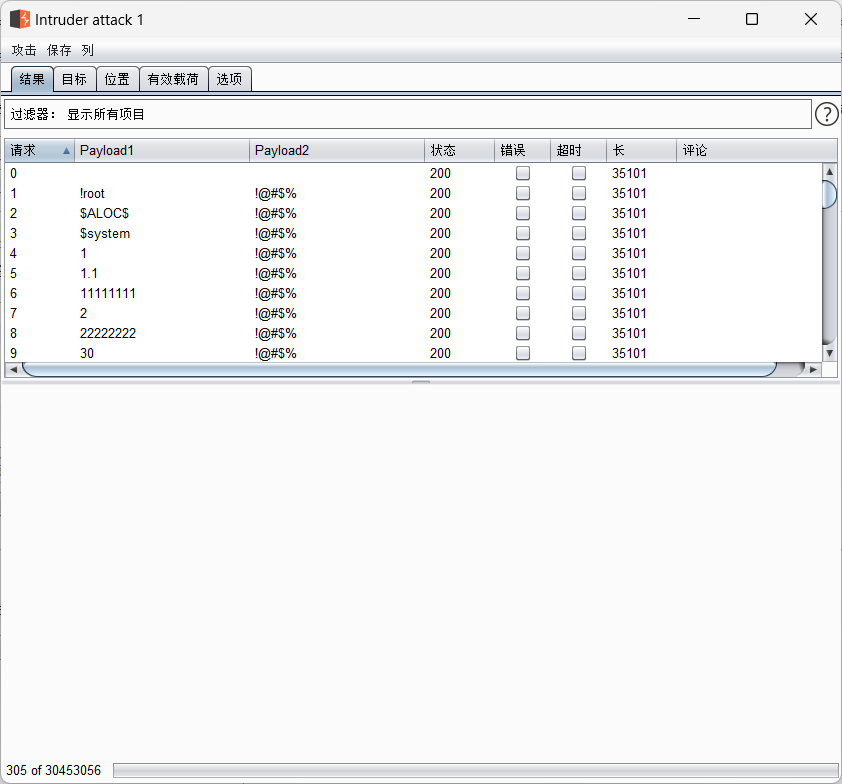 Intruder attack 1
攻击 保存 列
结果 目标 位置 有效载荷 选项
过滤器： 显示所有项目 ?
请求 Payload1 Payload2 状态 错误 超时 长 评论
0 200 35101
1 !root !@#$% 200 35101
2 $ALOC$ !@#$% 200 35101
3 $system !@#$% 200 35101
4 1 !@#$% 200 35101
5 1.1 !@#$% 200 35101
6 11111111 !@#$% 200 35101
7 2 !@#$% 200 35101
8 22222222 !@#$% 200 35101
9 30 !@#$% 200 35101
305 of 30453056